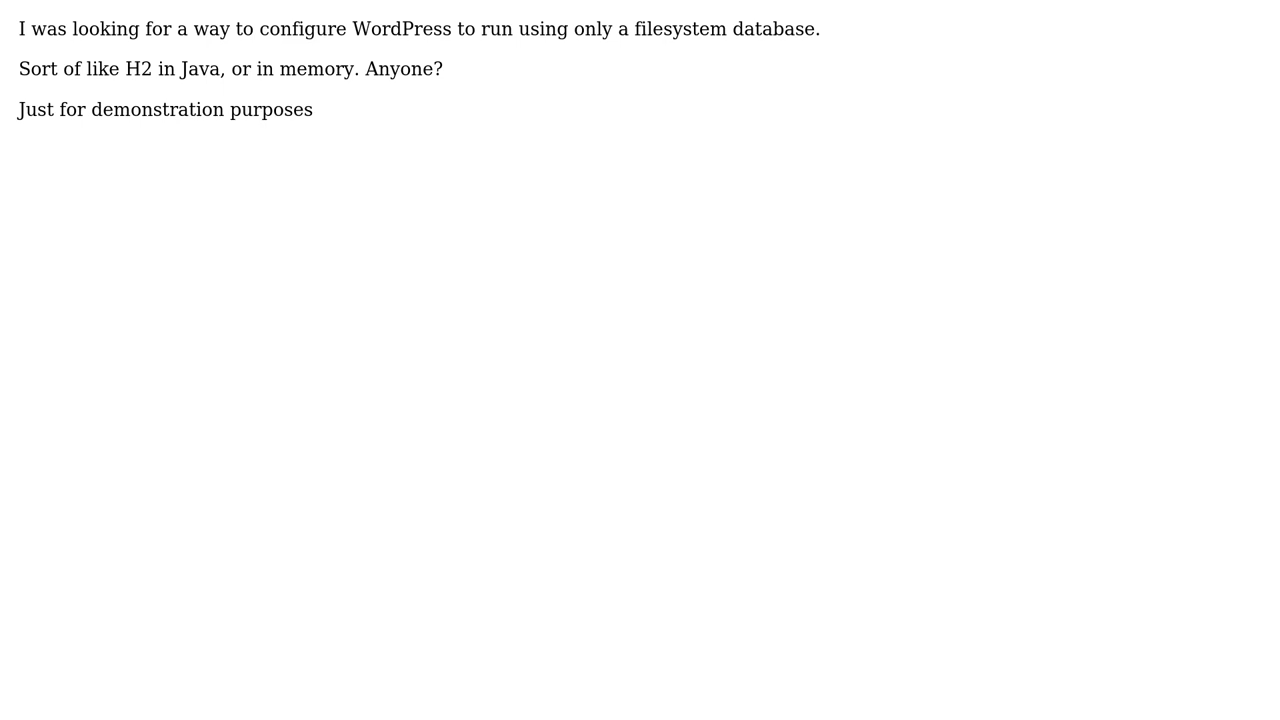 I was looking for a way to configure WordPress to run using only a filesystem database.
Sort of like H2 in Java, or in memory. Anyone?
Just for demonstration purposes